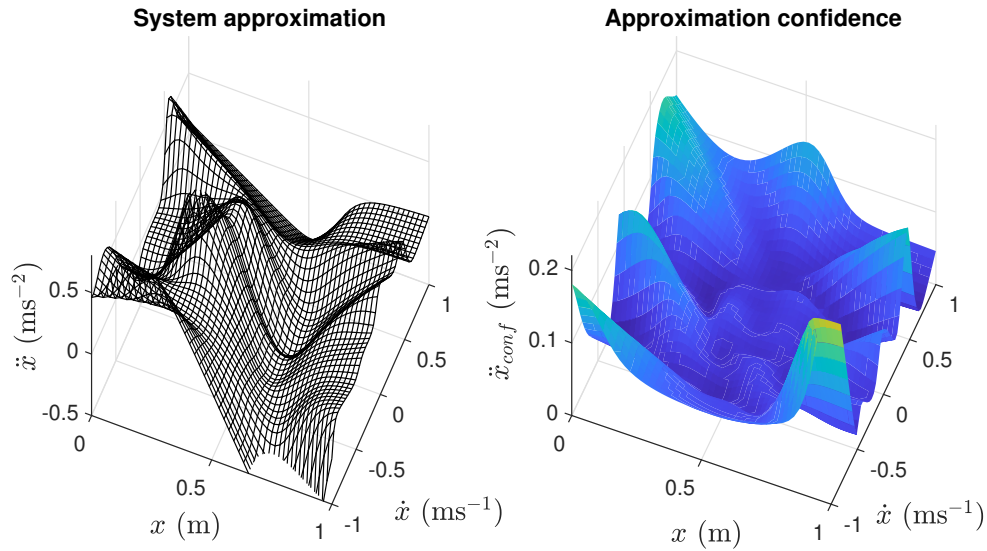 System approximation
0.5
0
-0.5
ẍ (ms⁻²)
0
0.5
1
x (m)
-1
-0.5
0
0.5
1
ẋ (ms⁻¹)
Approximation confidence
0.2
0.1
0
ẍ_conf (ms⁻²)
0
0.5
1
x (m)
-1
-0.5
0
0.5
1
ẋ (ms⁻¹)